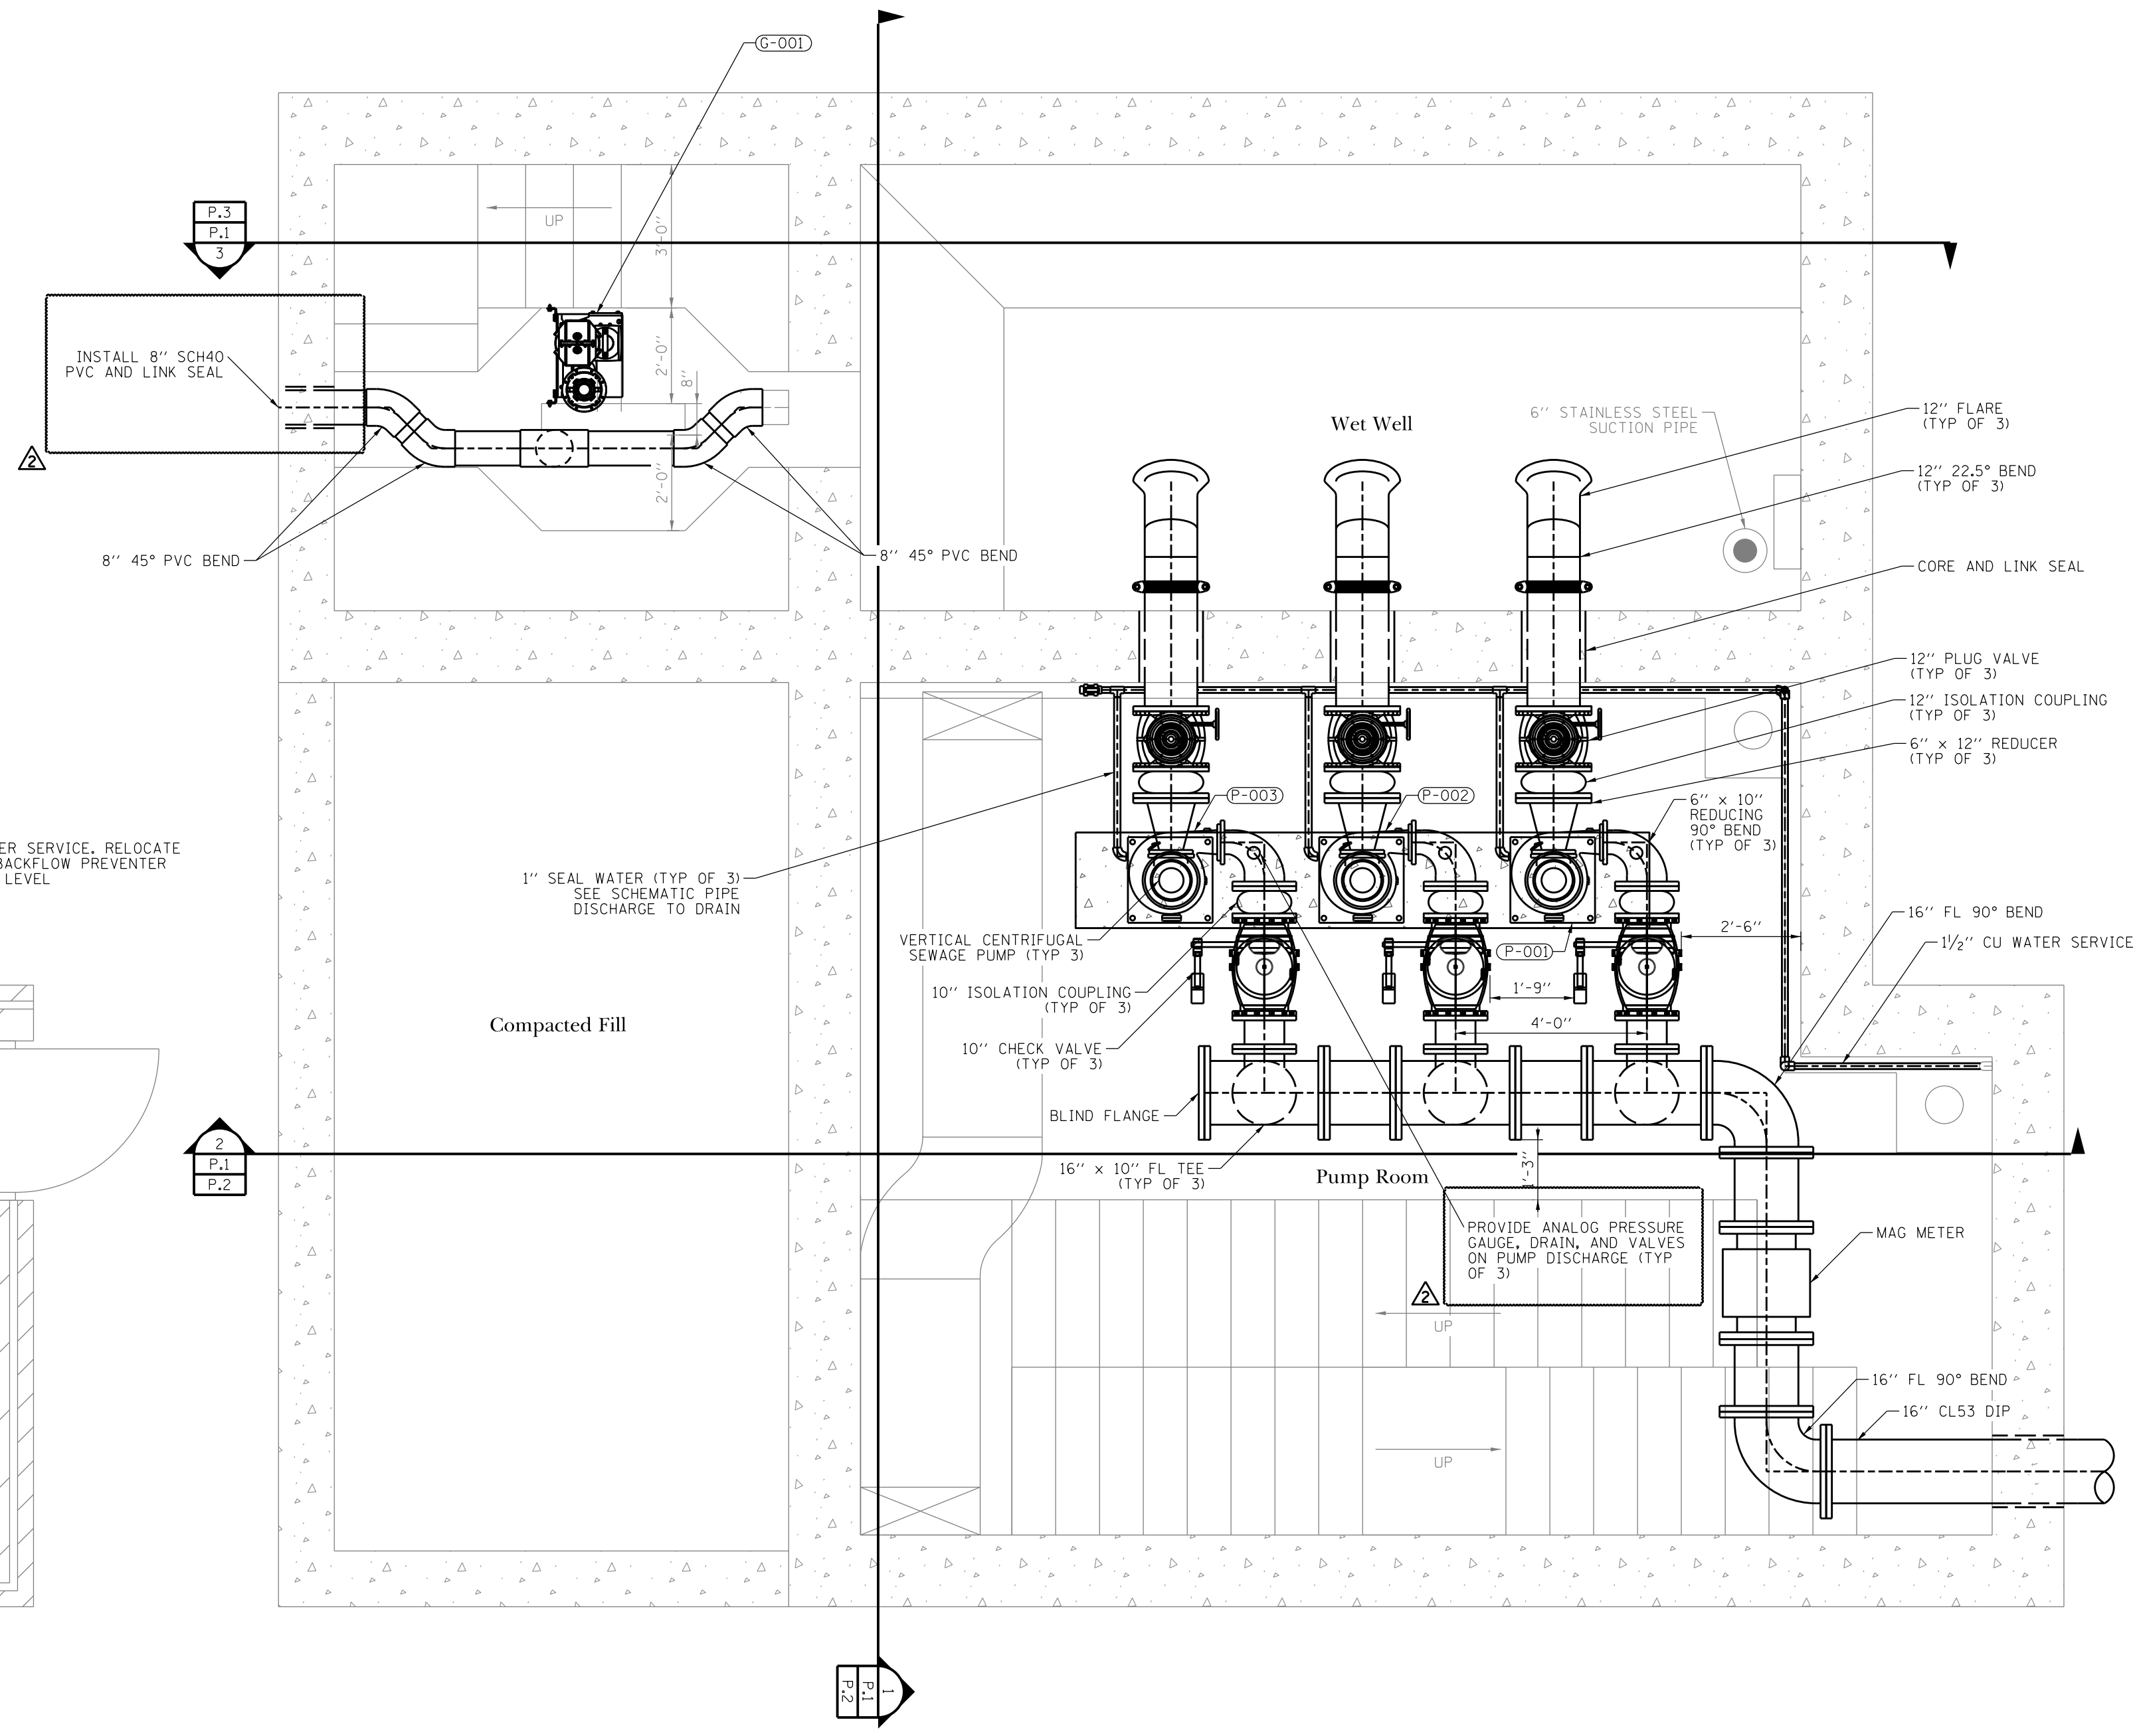 G-001
P.3
P.1
3
UP
3'-0"
2'-0"
8"
2'-0"
INSTALL 8" SCH40
PVC AND LINK SEAL
2
8" 45° PVC BEND
8" 45° PVC BEND
Wet Well
6" STAINLESS STEEL
SUCTION PIPE
12" FLARE
(TYP OF 3)
12" 22.5° BEND
(TYP OF 3)
CORE AND LINK SEAL
12" PLUG VALVE
(TYP OF 3)
12" ISOLATION COUPLING
(TYP OF 3)
6" x 12" REDUCER
(TYP OF 3)
P-003
P-002
6" x 10"
REDUCING
90° BEND
(TYP OF 3)
ER SERVICE. RELOCATE
BACKFLOW PREVENTER
LEVEL
1" SEAL WATER (TYP OF 3)
SEE SCHEMATIC PIPE
DISCHARGE TO DRAIN
VERTICAL CENTRIFUGAL
SEWAGE PUMP (TYP 3)
P-001
2'-6"
16" FL 90° BEND
1½" CU WATER SERVICE
10" ISOLATION COUPLING
(TYP OF 3)
1'-9"
4'-0"
Compacted Fill
10" CHECK VALVE
(TYP OF 3)
BLIND FLANGE
2
P.1
P.2
16" x 10" FL TEE
(TYP OF 3)
Pump Room
1'-3"
PROVIDE ANALOG PRESSURE
GAUGE, DRAIN, AND VALVES
ON PUMP DISCHARGE (TYP
OF 3)
2
MAG METER
UP
16" FL 90° BEND
16" CL53 DIP
UP
1
P.1
P.2